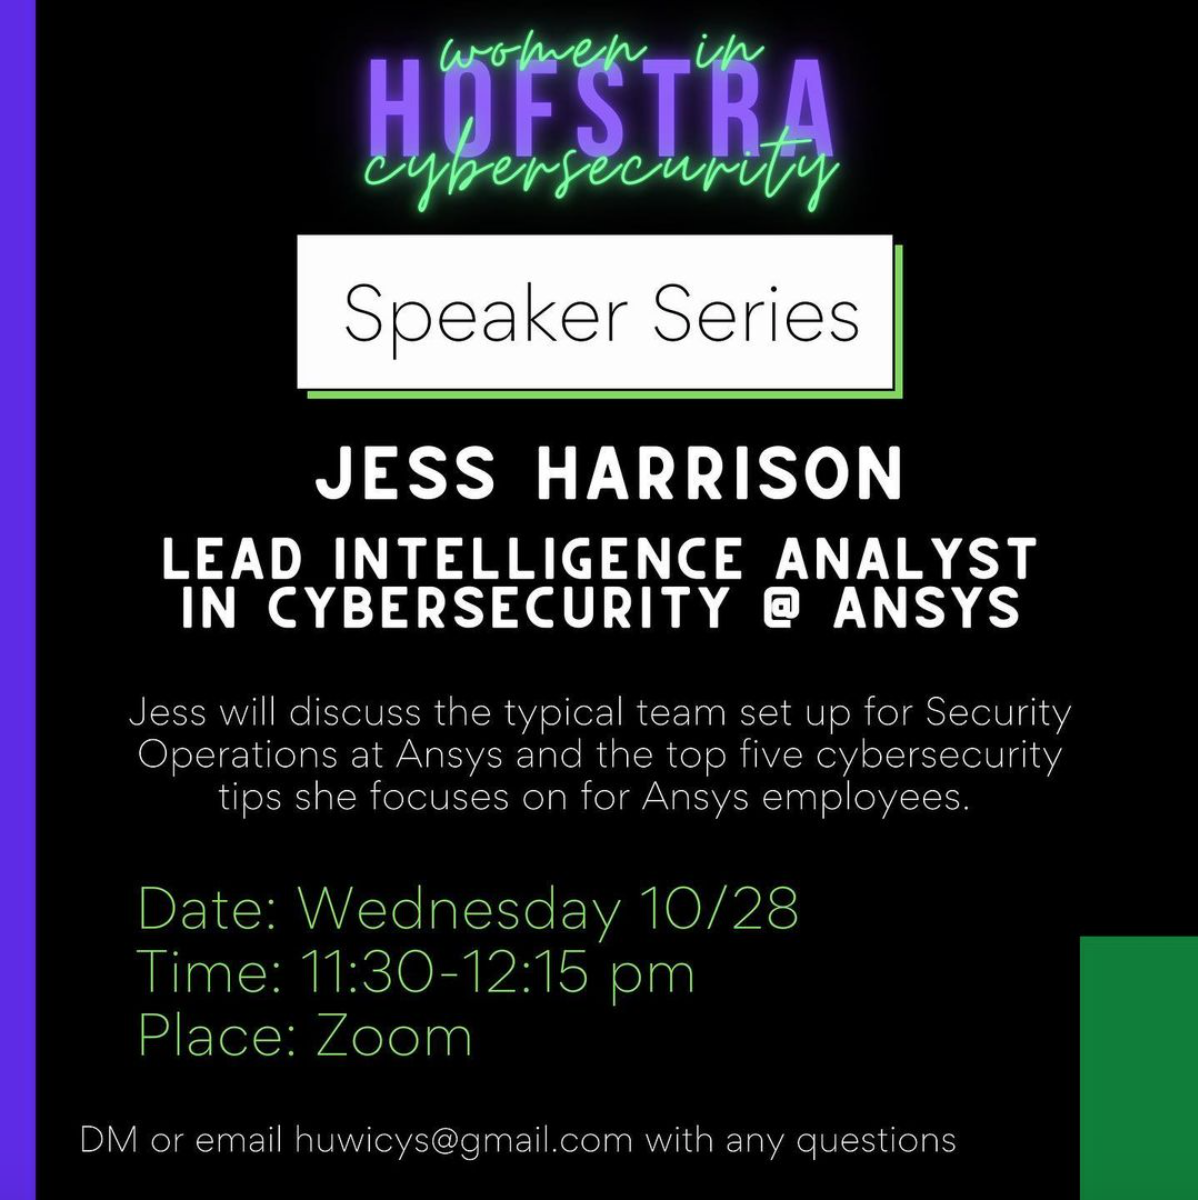 women in
HOFSTRA
cybersecurity
Speaker Series
JESS HARRISON
LEAD INTELLIGENCE ANALYST
IN CYBERSECURITY @ ANSYS
Jess will discuss the typical team set up for Security
Operations at Ansys and the top five cybersecurity
tips she focuses on for Ansys employees.
Date: Wednesday 10/28
Time: 11:30-12:15 pm
Place: Zoom
DM or email huwicys@gmail.com with any questions